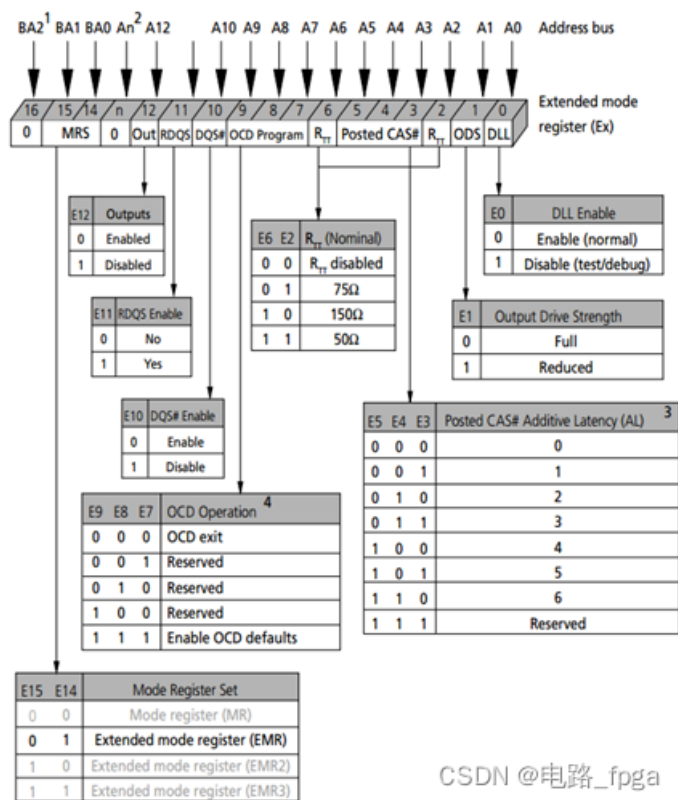 BA2¹ BA1 BA0 An² A12 A10 A9 A8 A7 A6 A5 A4 A3 A2 A1 A0 Address bus
16 15 14 n 12 11 10 9 8 7 6 5 4 3 2 1 0 Extended mode
0 MRS 0 Out RDQS DQS# OCD Program RTT Posted CAS# RTT ODS DLL register (Ex)
E12 Outputs
0 Enabled
1 Disabled
E0 DLL Enable
0 Enable (normal)
1 Disable (test/debug)
E6 E2 RTT (Nominal)
0 0 RTT disabled
0 1 75Ω
1 0 150Ω
1 1 50Ω
E11 RDQS Enable
0 No
1 Yes
E1 Output Drive Strength
0 Full
1 Reduced
E10 DQS# Enable
0 Enable
1 Disable
E5 E4 E3 Posted CAS# Additive Latency (AL) 3
0 0 0 0
0 0 1 1
0 1 0 2
0 1 1 3
1 0 0 4
1 0 1 5
1 1 0 6
1 1 1 Reserved
E9 E8 E7 OCD Operation 4
0 0 0 OCD exit
0 0 1 Reserved
0 1 0 Reserved
1 0 0 Reserved
1 1 1 Enable OCD defaults
E15 E14 Mode Register Set
0 0 Mode register (MR)
0 1 Extended mode register (EMR)
1 0 Extended mode register (EMR2)
1 1 Extended mode register (EMR3)
CSDN @电路_fpga